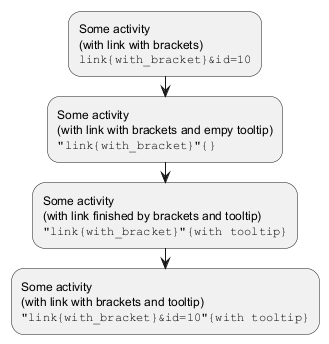 Some activity
(with link with brackets)
link{with_bracket}&id=10
Some activity
(with link with brackets and empy tooltip)
"link{with_bracket}"{}
Some activity
(with link finished by brackets and tooltip)
"link{with_bracket}"{with tooltip}
Some activity
(with link with brackets and tooltip)
"link{with_bracket}&id=10"{with tooltip}